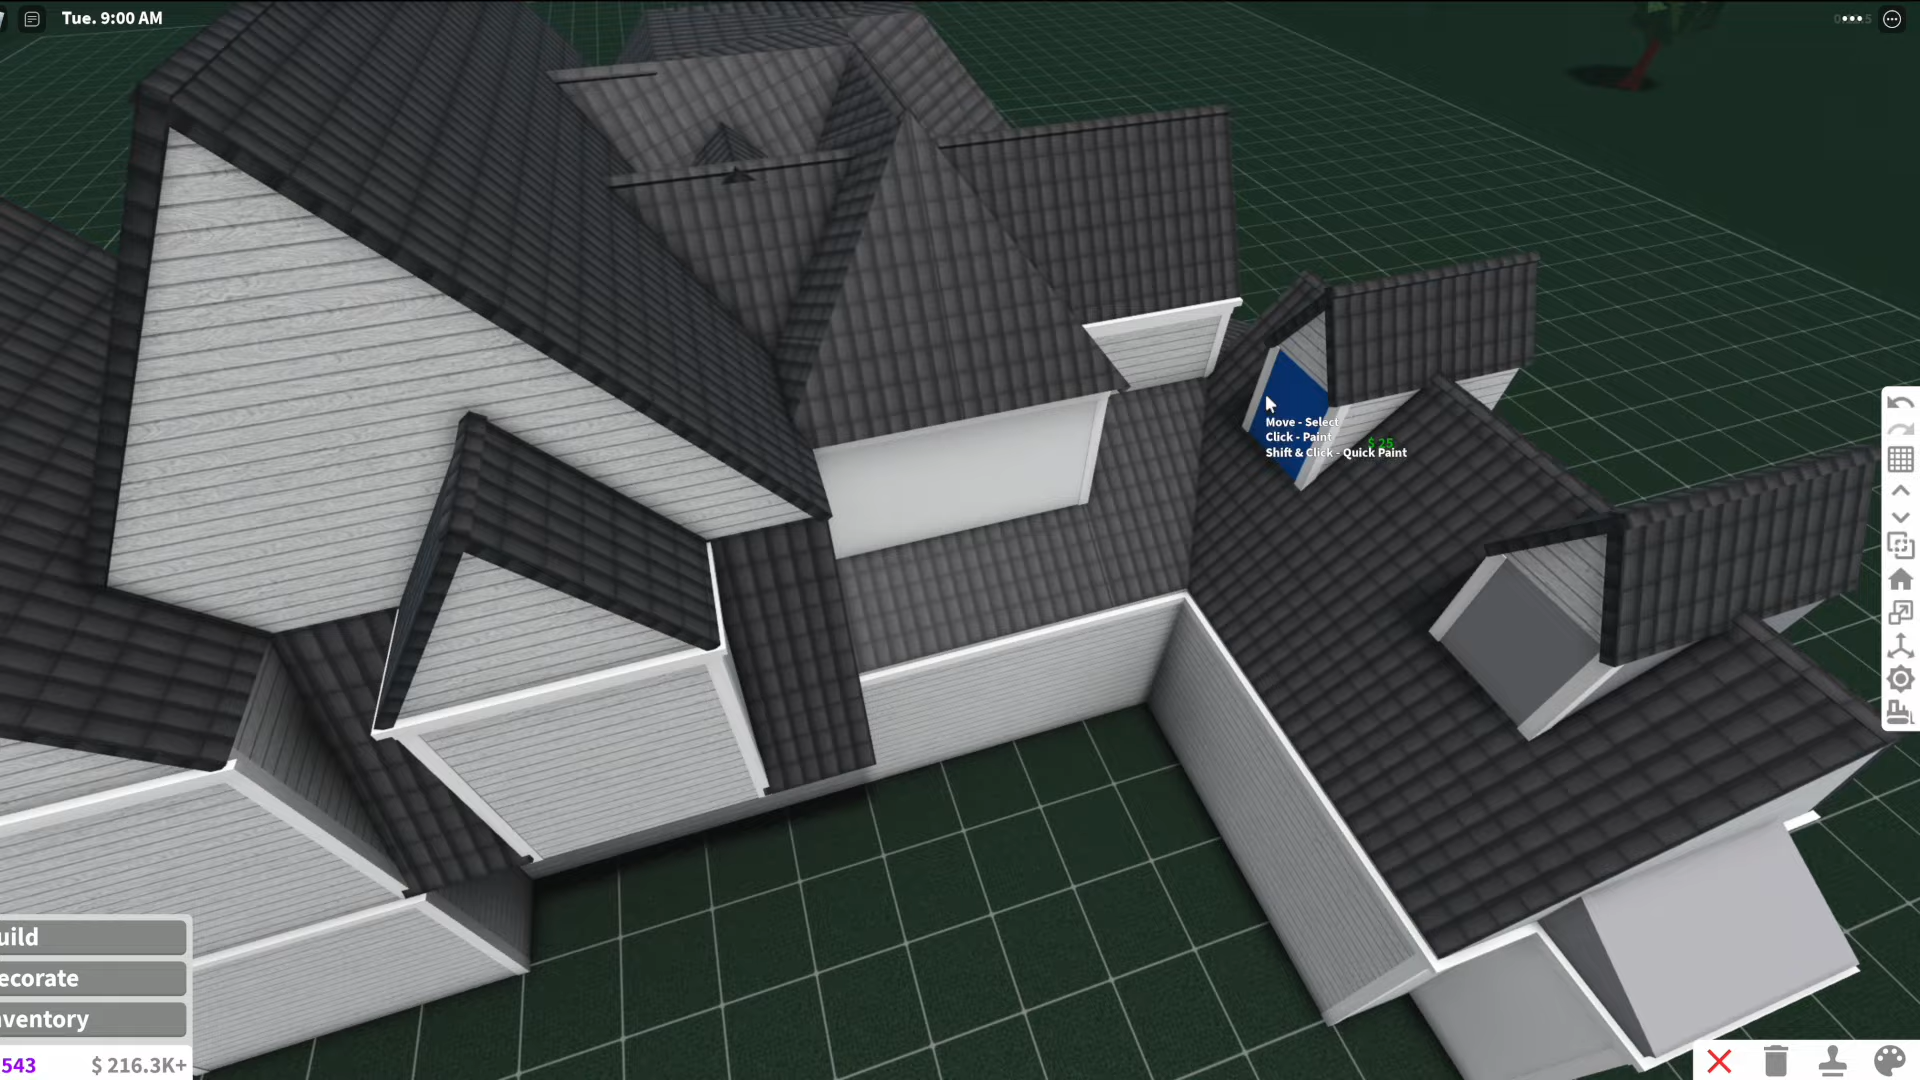 Tue. 9:00 AM
Move - Select
Click - Paint
$ 25
Shift & Click - Quick Paint
uild
ecorate
nventory
543
$ 216.3K+